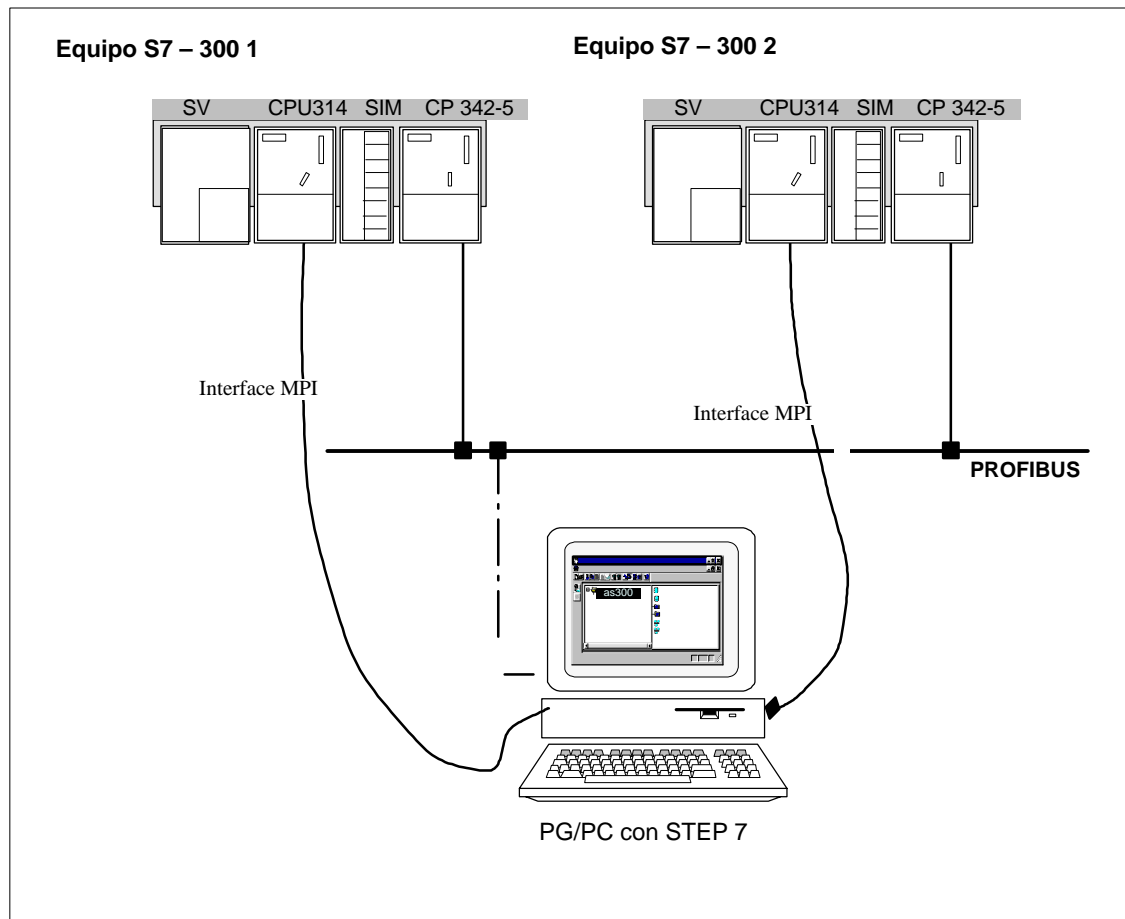 Equipo S7 – 300 1
Equipo S7 – 300 2
SV CPU314 SIM CP 342-5
SV CPU314 SIM CP 342-5
Interface MPI
Interface MPI
PROFIBUS
as300
PG/PC con STEP 7